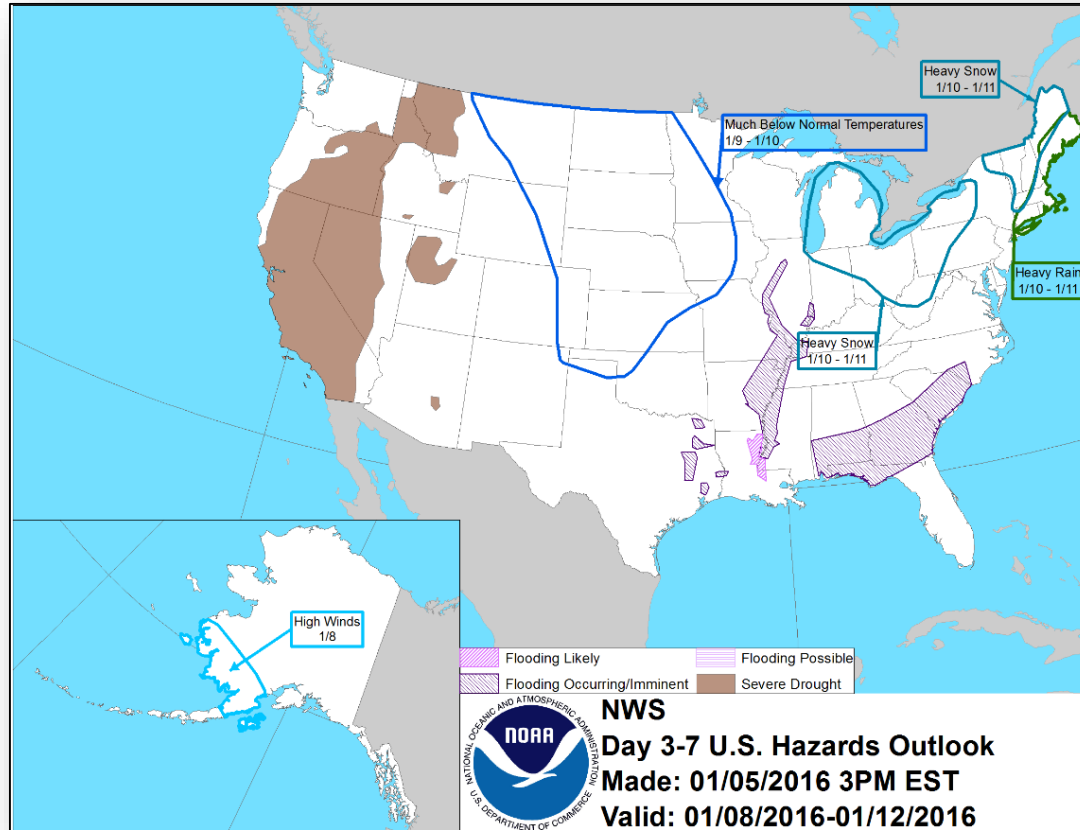 Heavy Snow
1/10 - 1/11
Much Below Normal Temperatures
1/9 - 1/10
Heavy Rain
1/10 - 1/11
Heavy Snow
1/10 - 1/11
High Winds
1/8
Flooding Likely
Flooding Possible
Flooding Occurring/Imminent
Severe Drought
NATIONAL OCEANIC AND ATMOSPHERIC ADMINISTRATION
NOAA
U.S. DEPARTMENT OF COMMERCE
NWS
Day 3-7 U.S. Hazards Outlook
Made: 01/05/2016 3PM EST
Valid: 01/08/2016-01/12/2016